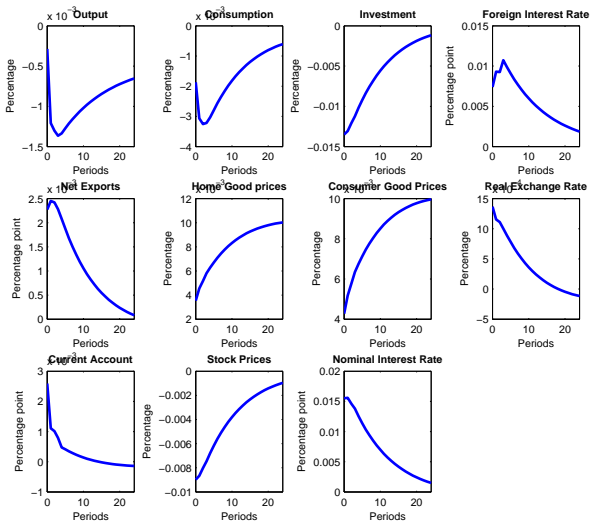 x 10⁻³ Output
x 10⁻³ Consumption
Investment
Foreign Interest Rate
Percentage
0
−0.5
−1
−1.5
0 10 20
Periods
Percentage
0
−1
−2
−3
−4
0 10 20
Periods
Percentage
0
−0.005
−0.01
−0.015
0 10 20
Periods
Percentage point
0.015
0.01
0.005
0
0 10 20
Periods
x 10⁻³ Net Exports
x 10⁻³ Home Good prices
x 10⁻³ Consumer Good Prices
Real Exchange Rate
Percentage point
2.5
2
1.5
1
0.5
0
0 10 20
Periods
Percentage
12
10
8
6
4
2
0 10 20
Periods
Percentage
10
8
6
4
0 10 20
Periods
Percentage point
15
10
5
0
−5
0 10 20
Periods
x 10⁻³ Current Account
Stock Prices
Nominal Interest Rate
Percentage point
3
2
1
0
−1
0 10 20
Periods
Percentage
0
−0.002
−0.004
−0.006
−0.008
−0.01
0 10 20
Periods
Percentage point
0.02
0.015
0.01
0.005
0
0 10 20
Periods